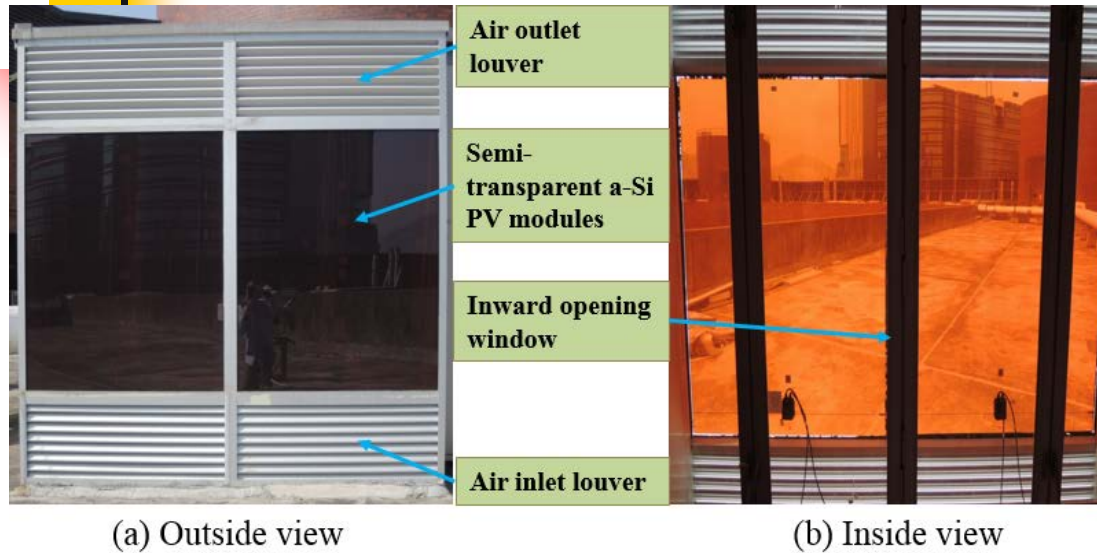 Air outlet
louver
Semi-
transparent a-Si
PV modules
Inward opening
window
Air inlet louver
(a) Outside view
(b) Inside view